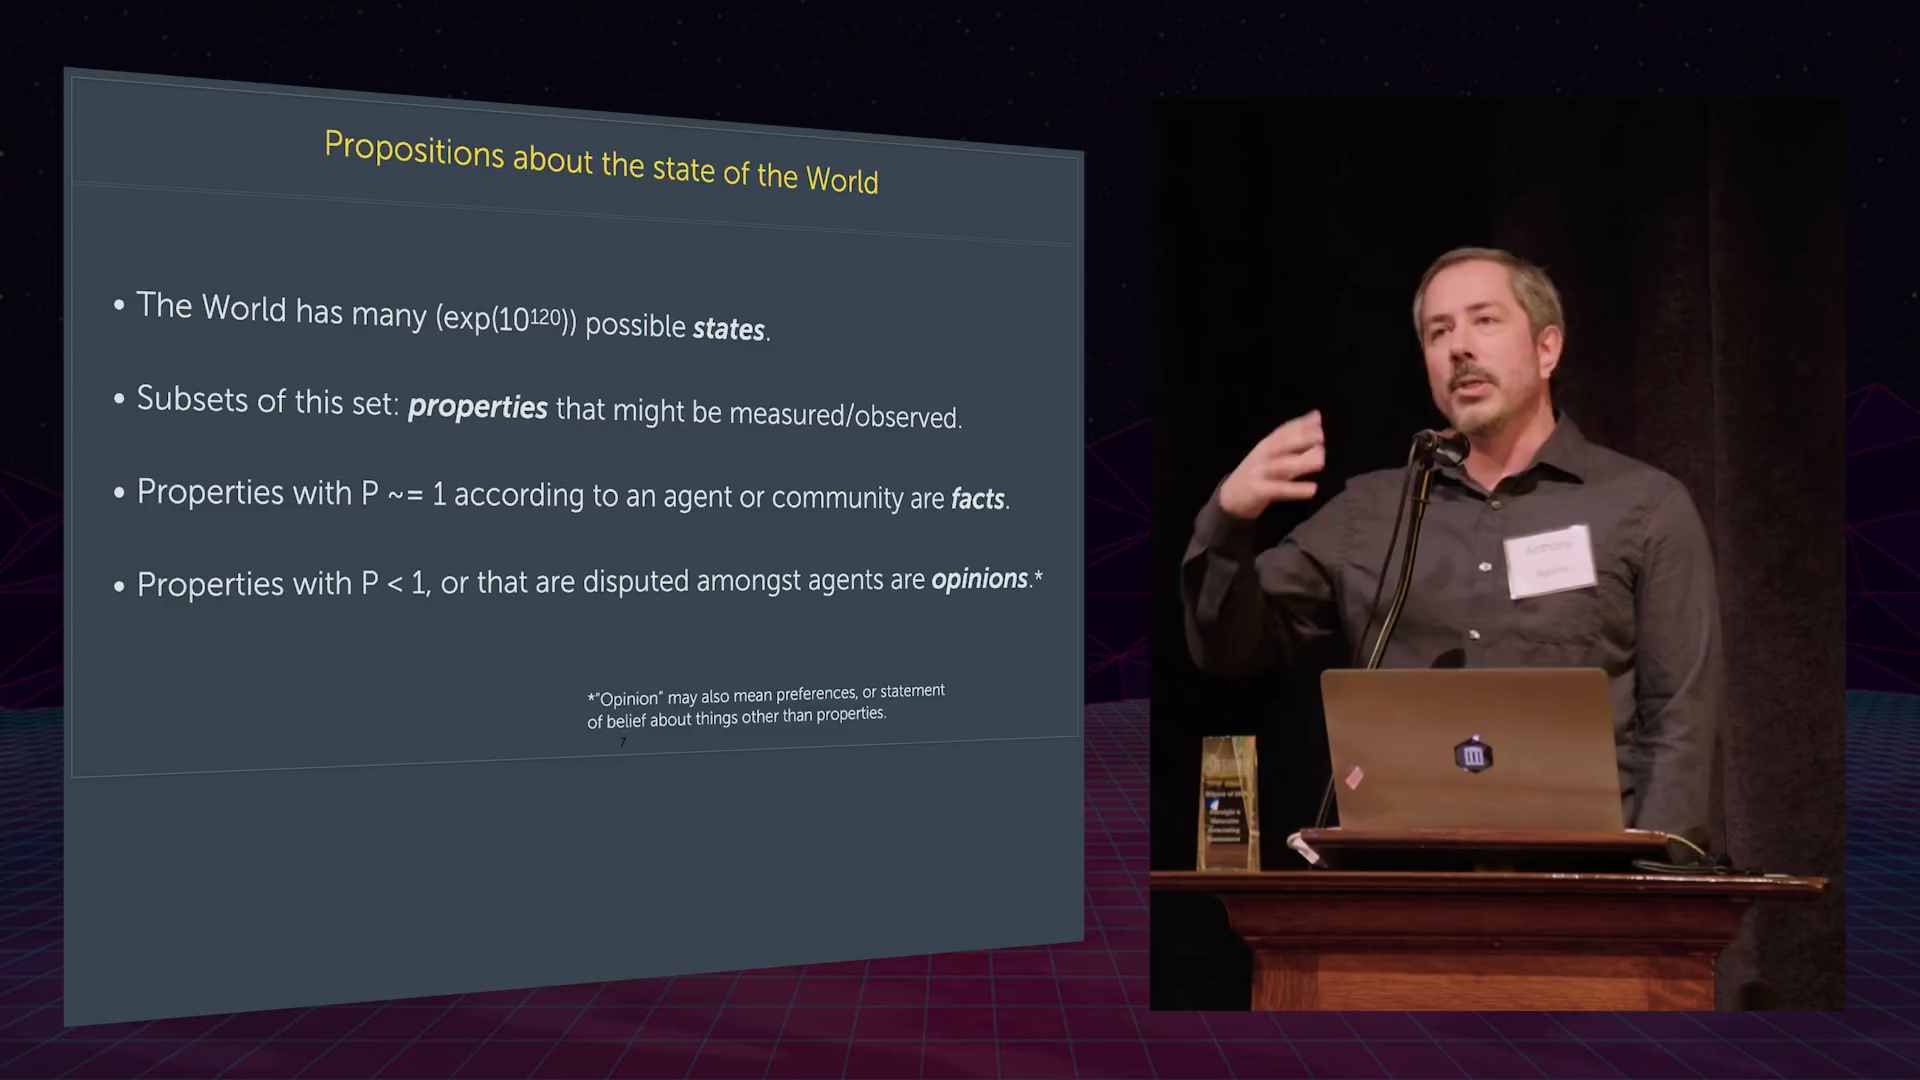 Propositions about the state of the World
• The World has many (exp(10¹²⁰)) possible states.
• Subsets of this set: properties that might be measured/observed.
• Properties with P ~= 1 according to an agent or community are facts.
• Properties with P < 1, or that are disputed amongst agents are opinions.*
*"Opinion" may also mean preferences, or statement
of belief about things other than properties.
7
Anthony